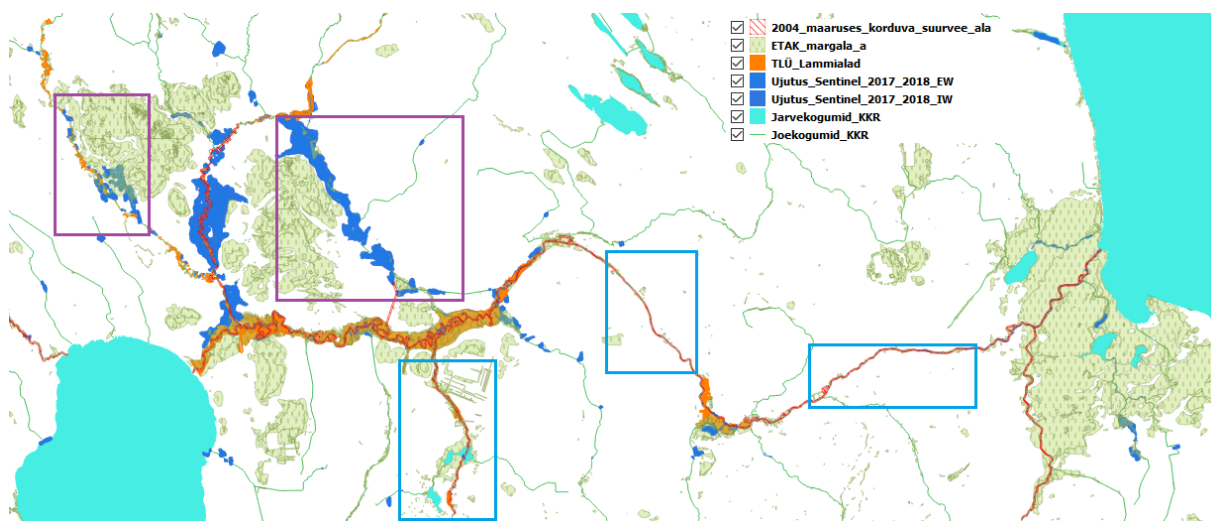 2004_maaruses_korduva_suurvee_ala
ETAK_margala_a
TLÜ_Lammialad
Ujutus_Sentinel_2017_2018_EW
Ujutus_Sentinel_2017_2018_IW
Jarvekogumid_KKR
Joekogumid_KKR